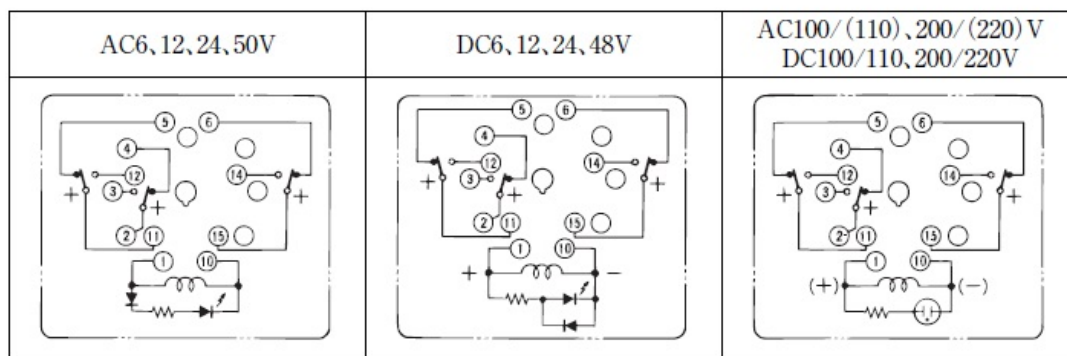 AC6、12、24、50V
DC6、12、24、48V
AC100/(110)、200/(220)V
DC100/110、200/220V
5 6
4
12 14
3
+ + +
2 11 15
1 10
5 6
4
12 14
3
+ + +
2 11 15
1 10
+ −
5 6
4
12 14
3
+ + +
2 11 15
1 10
(+) (−)